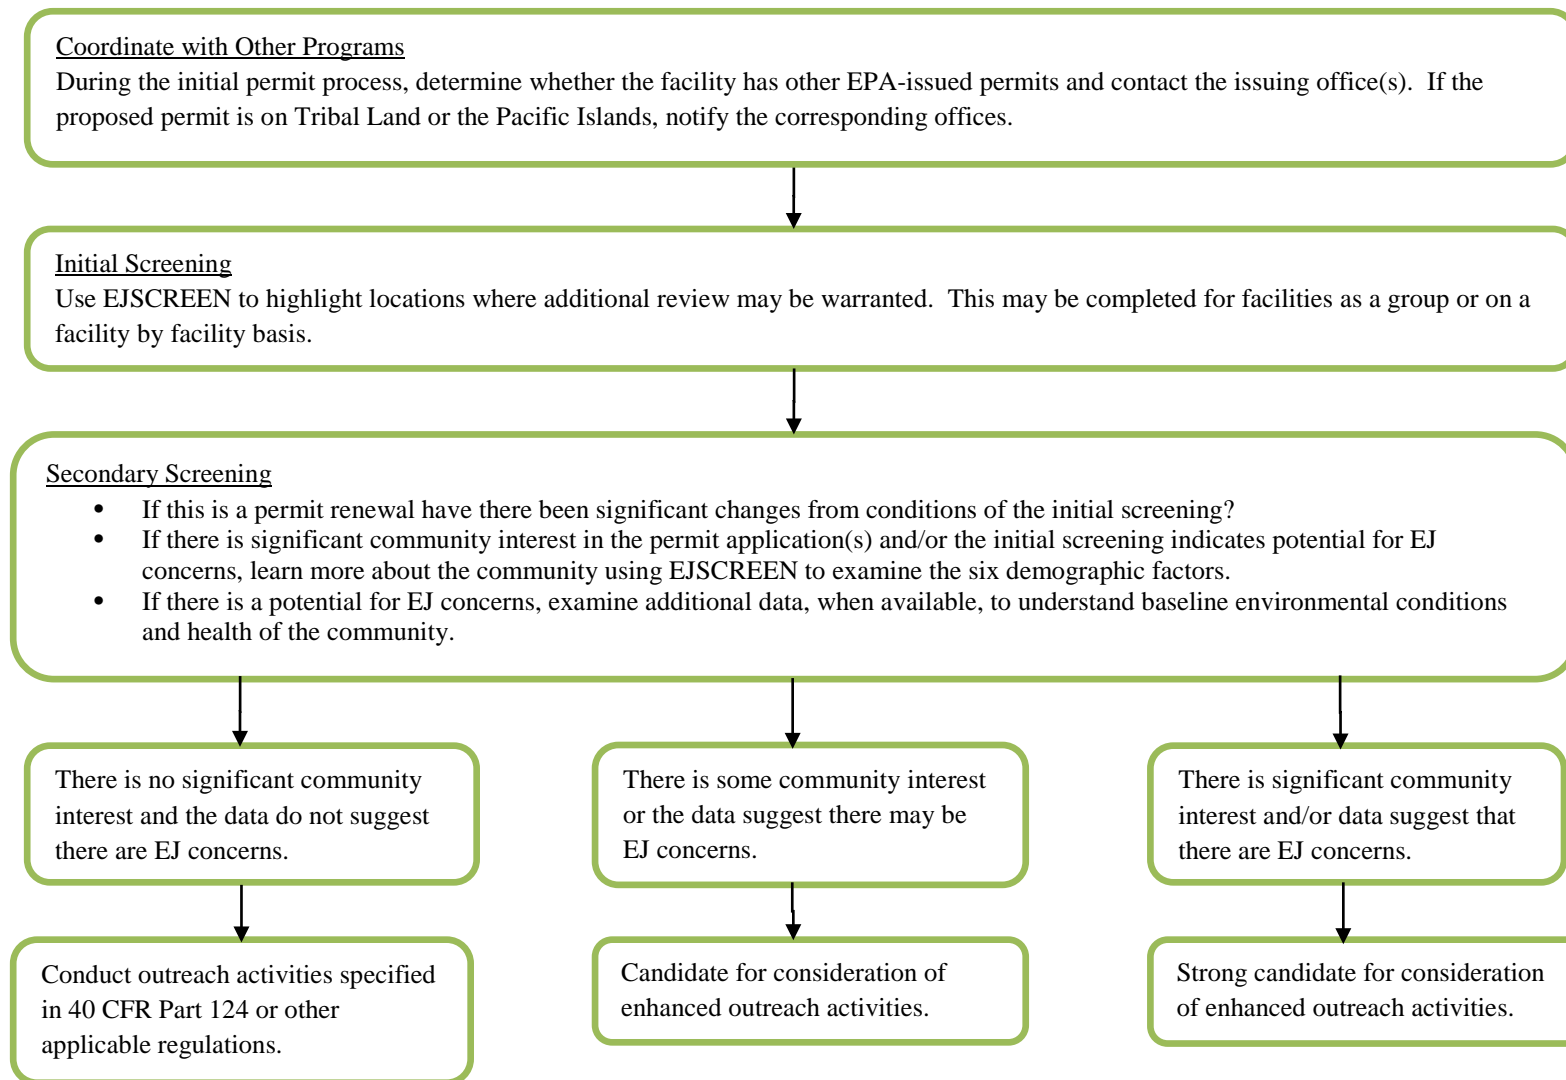 Coordinate with Other Programs
During the initial permit process, determine whether the facility has other EPA-issued permits and contact the issuing office(s).  If the
proposed permit is on Tribal Land or the Pacific Islands, notify the corresponding offices.
Initial Screening
Use EJSCREEN to highlight locations where additional review may be warranted.  This may be completed for facilities as a group or on a
facility by facility basis.
Secondary Screening
• If this is a permit renewal have there been significant changes from conditions of the initial screening?
• If there is significant community interest in the permit application(s) and/or the initial screening indicates potential for EJ
concerns, learn more about the community using EJSCREEN to examine the six demographic factors.
• If there is a potential for EJ concerns, examine additional data, when available, to understand baseline environmental conditions
and health of the community.
There is no significant community
interest and the data do not suggest
there are EJ concerns.
There is some community interest
or the data suggest there may be
EJ concerns.
There is significant community
interest and/or data suggest that
there are EJ concerns.
Conduct outreach activities specified
in 40 CFR Part 124 or other
applicable regulations.
Candidate for consideration of
enhanced outreach activities.
Strong candidate for consideration
of enhanced outreach activities.